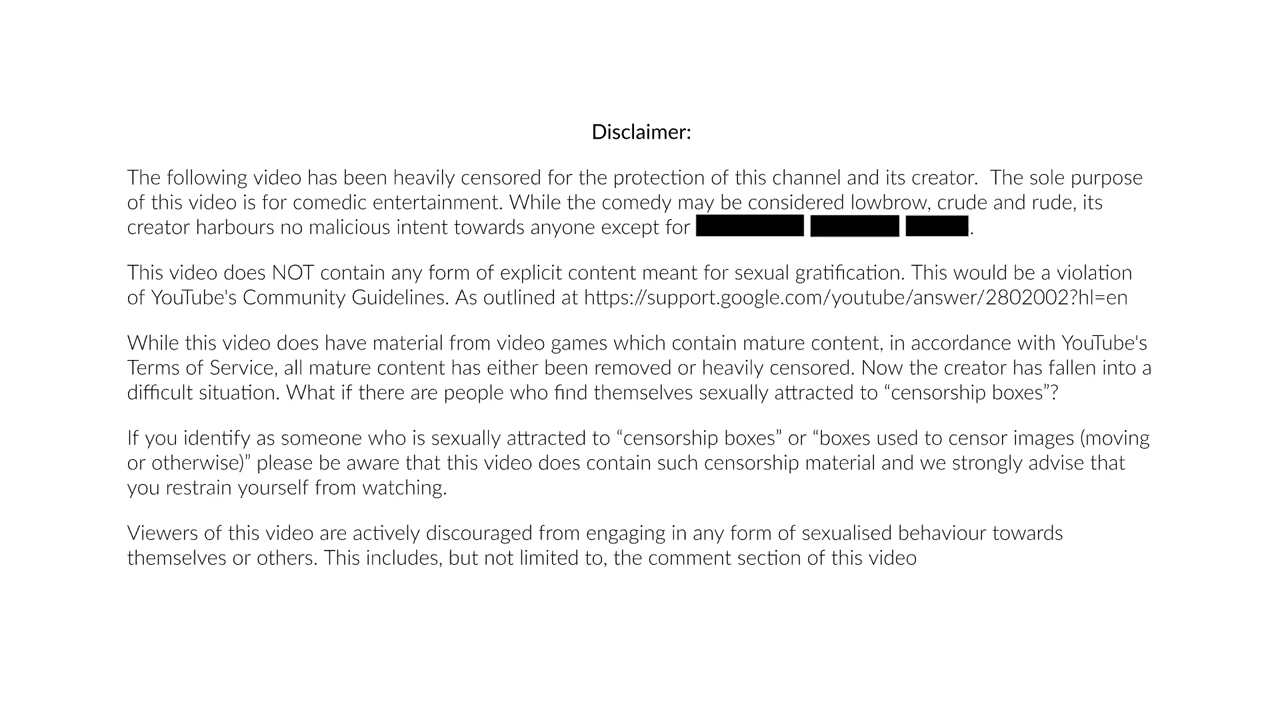 Disclaimer:
The following video has been heavily censored for the protection of this channel and its creator.  The sole purpose
of this video is for comedic entertainment. While the comedy may be considered lowbrow, crude and rude, its
creator harbours no malicious intent towards anyone except for .
This video does NOT contain any form of explicit content meant for sexual gratification. This would be a violation
of YouTube's Community Guidelines. As outlined at https://support.google.com/youtube/answer/2802002?hl=en
While this video does have material from video games which contain mature content, in accordance with YouTube's
Terms of Service, all mature content has either been removed or heavily censored. Now the creator has fallen into a
difficult situation. What if there are people who find themselves sexually attracted to “censorship boxes”?
If you identify as someone who is sexually attracted to “censorship boxes” or “boxes used to censor images (moving
or otherwise)” please be aware that this video does contain such censorship material and we strongly advise that
you restrain yourself from watching.
Viewers of this video are actively discouraged from engaging in any form of sexualised behaviour towards
themselves or others. This includes, but not limited to, the comment section of this video